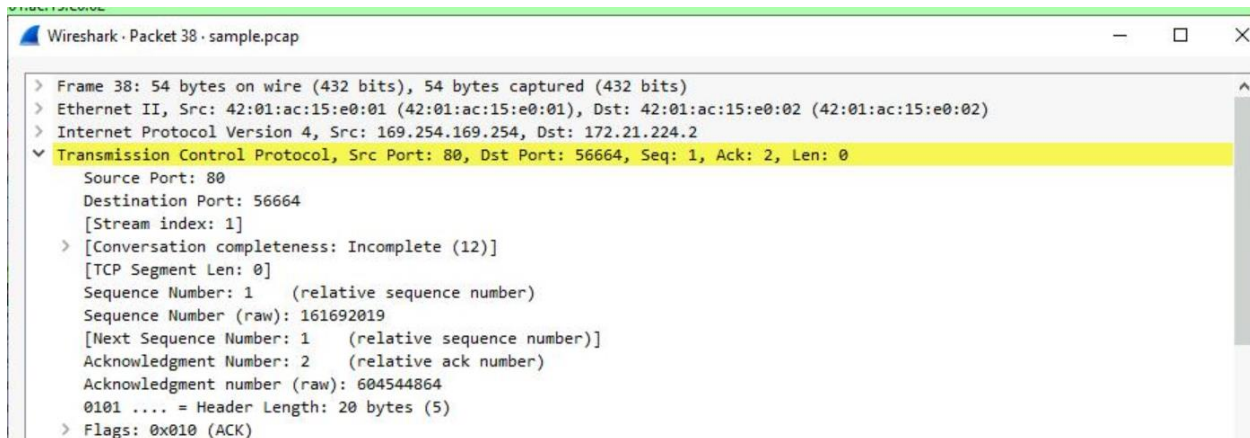 Wireshark · Packet 38 · sample.pcap
> Frame 38: 54 bytes on wire (432 bits), 54 bytes captured (432 bits)
> Ethernet II, Src: 42:01:ac:15:e0:01 (42:01:ac:15:e0:01), Dst: 42:01:ac:15:e0:02 (42:01:ac:15:e0:02)
> Internet Protocol Version 4, Src: 169.254.169.254, Dst: 172.21.224.2
Transmission Control Protocol, Src Port: 80, Dst Port: 56664, Seq: 1, Ack: 2, Len: 0
Source Port: 80
Destination Port: 56664
[Stream index: 1]
> [Conversation completeness: Incomplete (12)]
[TCP Segment Len: 0]
Sequence Number: 1    (relative sequence number)
Sequence Number (raw): 161692019
[Next Sequence Number: 1    (relative sequence number)]
Acknowledgment Number: 2    (relative ack number)
Acknowledgment number (raw): 604544864
0101 .... = Header Length: 20 bytes (5)
> Flags: 0x010 (ACK)